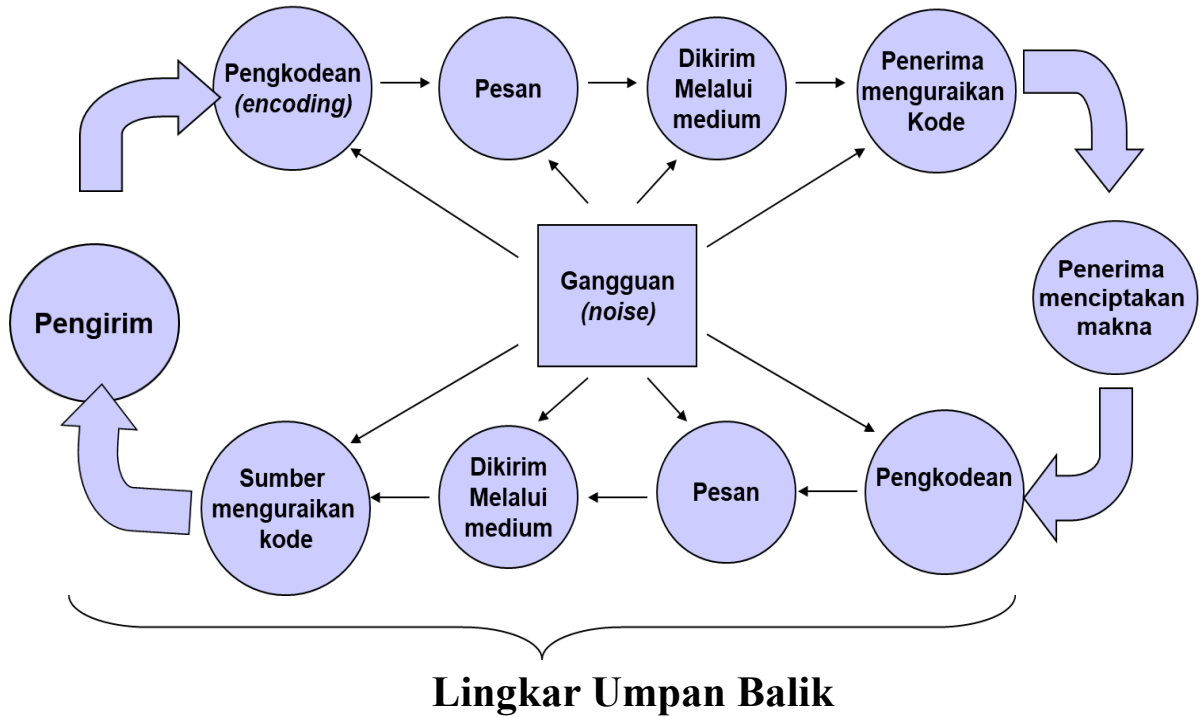 Pengkodean
(encoding)
Pesan
Dikirim
Melalui
medium
Penerima
menguraikan
Kode
Gangguan
(noise)
Pengirim
Penerima
menciptakan
makna
Sumber
menguraikan
kode
Dikirim
Melalui
medium
Pesan
Pengkodean
Lingkar Umpan Balik